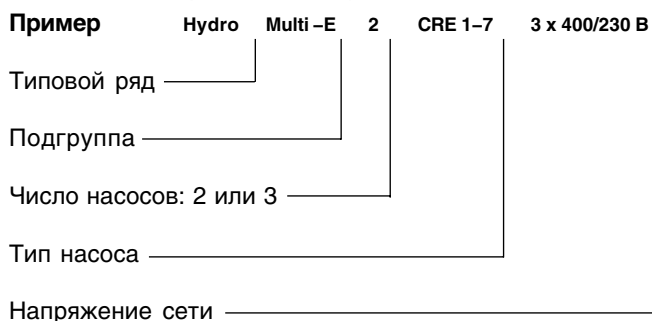 Пример Hydro Multi –E 2 CRE 1–7 3 x 400/230 В
Типовой ряд
Подгруппа
Число насосов: 2 или 3
Тип насоса
Напряжение сети